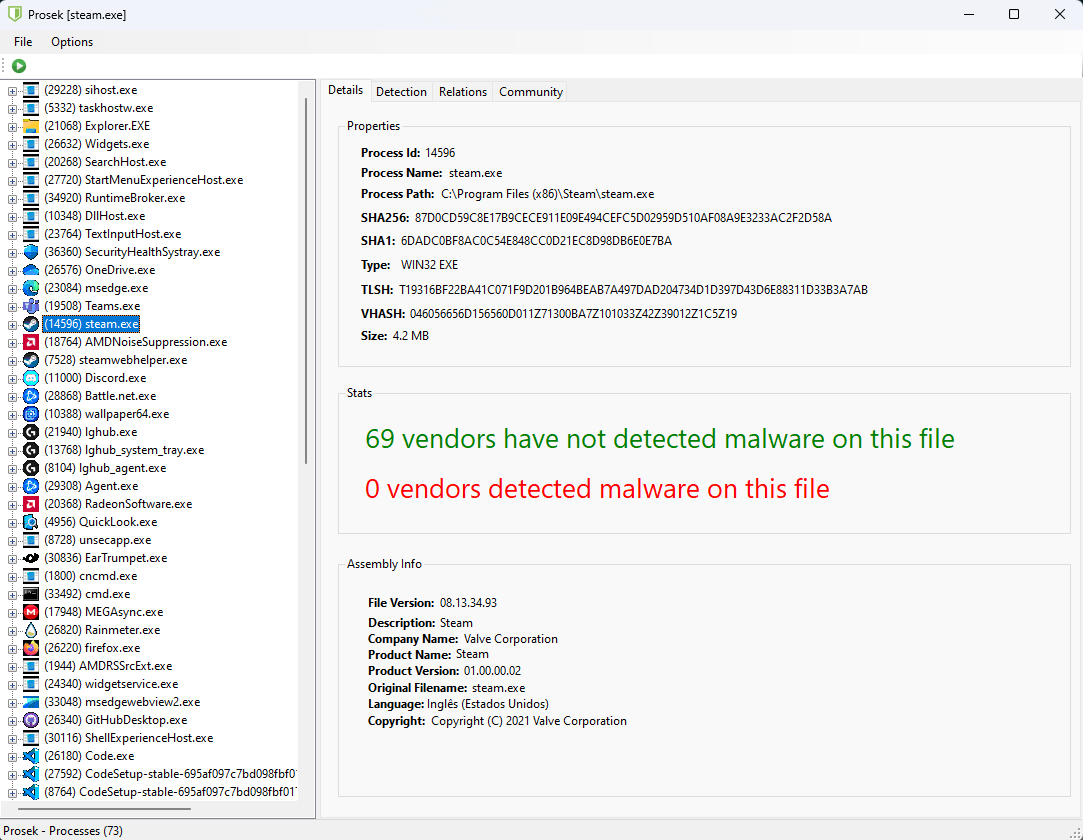 Prosek [steam.exe]
File Options
(29228) sihost.exe
(5332) taskhostw.exe
(21068) Explorer.EXE
(26632) Widgets.exe
(20268) SearchHost.exe
(27720) StartMenuExperienceHost.exe
(34920) RuntimeBroker.exe
(10348) DllHost.exe
(23764) TextInputHost.exe
(36360) SecurityHealthSystray.exe
(26576) OneDrive.exe
(23084) msedge.exe
(19508) Teams.exe
(14596) steam.exe
(18764) AMDNoiseSuppression.exe
(7528) steamwebhelper.exe
(11000) Discord.exe
(28868) Battle.net.exe
(10388) wallpaper64.exe
(21940) lghub.exe
(13768) lghub_system_tray.exe
(8104) lghub_agent.exe
(29308) Agent.exe
(20368) RadeonSoftware.exe
(4956) QuickLook.exe
(8728) unsecapp.exe
(30836) EarTrumpet.exe
(1800) cncmd.exe
(33492) cmd.exe
(17948) MEGAsync.exe
(26820) Rainmeter.exe
(26220) firefox.exe
(1944) AMDRSSrcExt.exe
(24340) widgetservice.exe
(33048) msedgewebview2.exe
(26340) GitHubDesktop.exe
(30116) ShellExperienceHost.exe
(26180) Code.exe
(27592) CodeSetup-stable-695af097c7bd098fbf01
(8764) CodeSetup-stable-695af097c7bd098fbf017
Details Detection Relations Community
Properties
Process Id: 14596
Process Name: steam.exe
Process Path: C:\Program Files (x86)\Steam\steam.exe
SHA256: 87D0CD59C8E17B9CECE911E09E494CEFC5D02959D510AF08A9E3233AC2F2D58A
SHA1: 6DADC0BF8AC0C54E848CC0D21EC8D98DB6E0E7BA
Type: WIN32 EXE
TLSH: T19316BF22BA41C071F9D201B964BEAB7A497DAD204734D1D397D43D6E88311D33B3A7AB
VHASH: 046056656D156560D011Z71300BA7Z101033Z42Z39012Z1C5Z19
Size: 4.2 MB
Stats
69 vendors have not detected malware on this file
0 vendors detected malware on this file
Assembly Info
File Version: 08.13.34.93
Description: Steam
Company Name: Valve Corporation
Product Name: Steam
Product Version: 01.00.00.02
Original Filename: steam.exe
Language: Inglês (Estados Unidos)
Copyright: Copyright (C) 2021 Valve Corporation
Prosek - Processes (73)